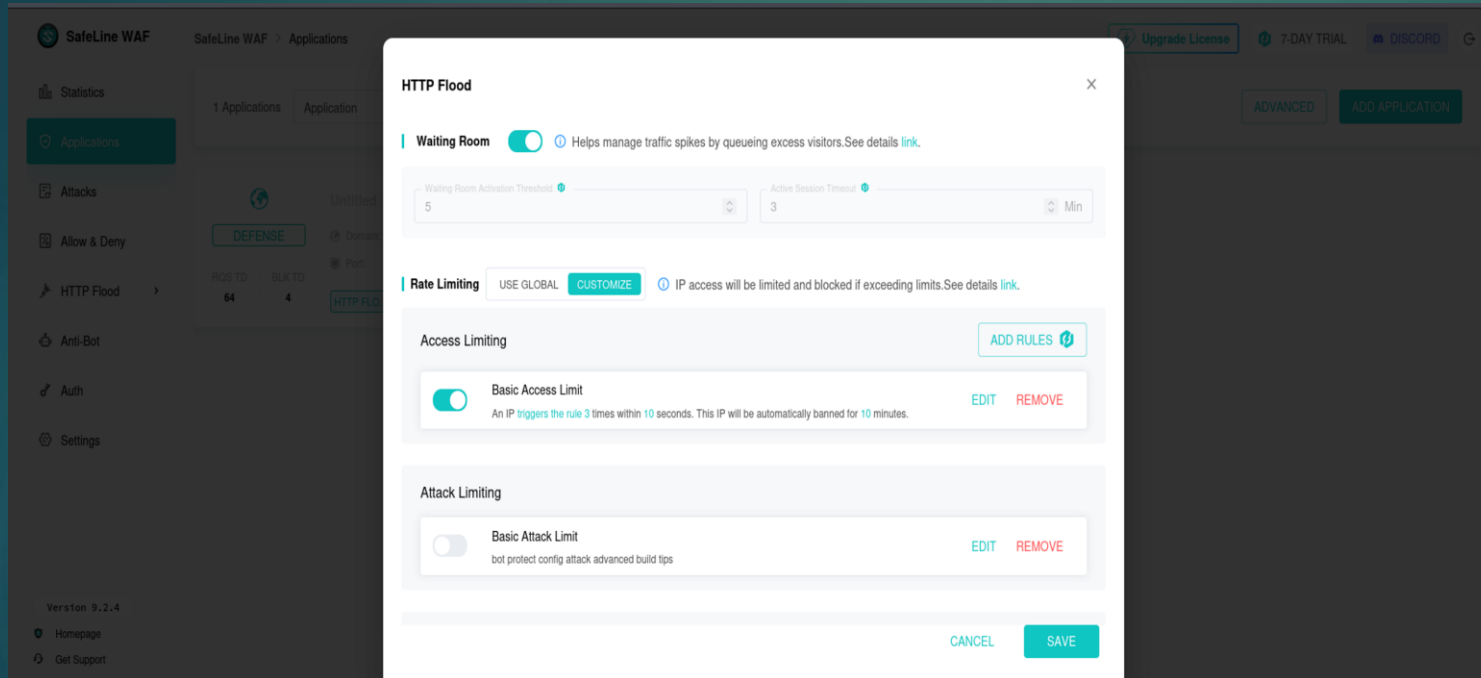 SafeLine WAF
SafeLine WAF > Applications
Upgrade License
7-DAY TRIAL
DISCORD
Statistics
Applications
Attacks
Allow & Deny
HTTP Flood
Anti-Bot
Auth
Settings
Version 9.2.4
Homepage
Get Support
1 Applications
Application
ADVANCED
ADD APPLICATION
Untitled
DEFENSE
Domain
Port
RQS TD
BLK TD
64
4
HTTP FLO
HTTP Flood
Waiting Room
Helps manage traffic spikes by queueing excess visitors.See details link.
Waiting Room Activation Threshold
5
Active Session Timeout
3
Min
Rate Limiting
USE GLOBAL
CUSTOMIZE
IP access will be limited and blocked if exceeding limits.See details link.
Access Limiting
ADD RULES
Basic Access Limit
An IP triggers the rule 3 times within 10 seconds. This IP will be automatically banned for 10 minutes.
EDIT
REMOVE
Attack Limiting
Basic Attack Limit
bot protect config attack advanced build tips
EDIT
REMOVE
CANCEL
SAVE